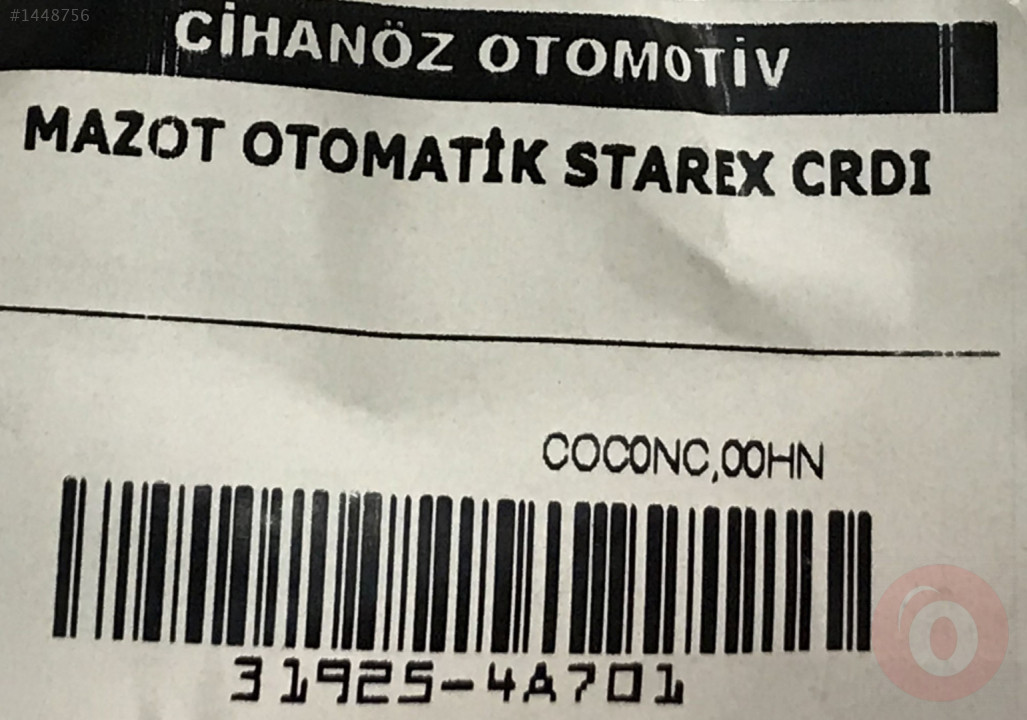 #1448756
CİHANÖZ OTOMOTİV
MAZOT OTOMATİK STAREX CRDI
COCONC,OOHN
31925-4A701